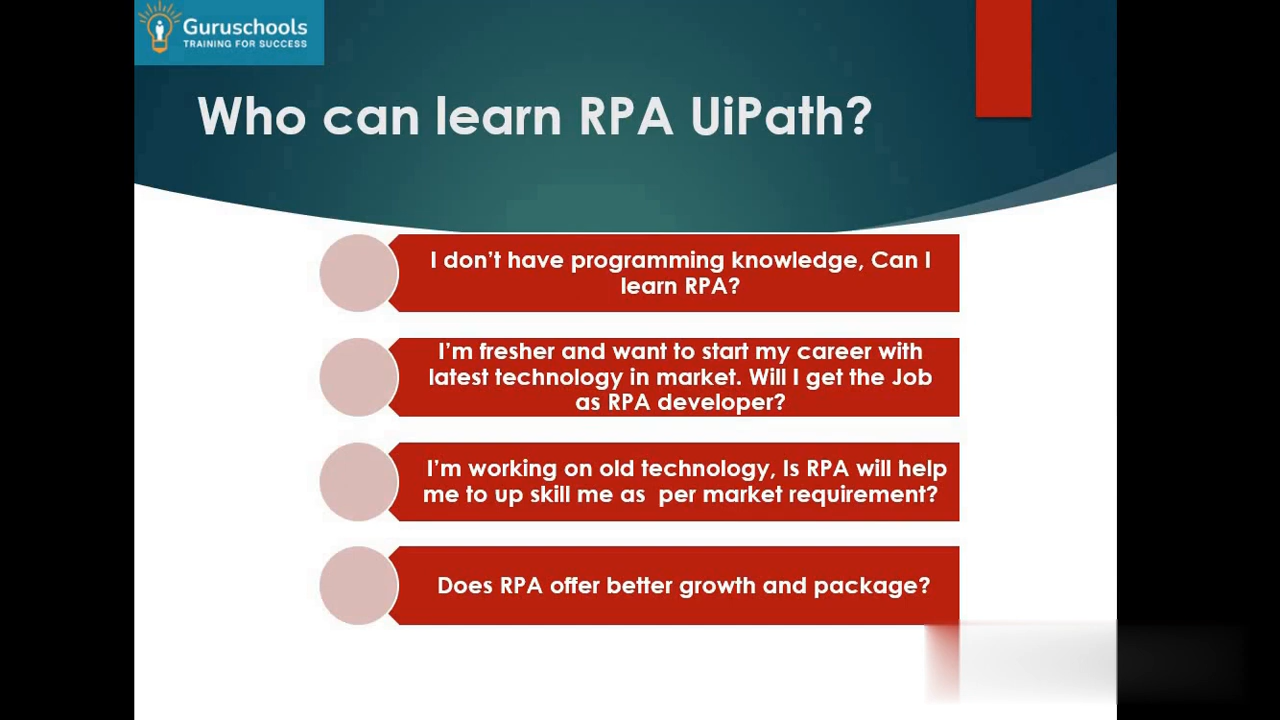 Guruschools
TRAINING FOR SUCCESS
Who can learn RPA UiPath?
I don't have programming knowledge, Can I
learn RPA?
I'm fresher and want to start my career with
latest technology in market. Will I get the Job
as RPA developer?
I'm working on old technology, Is RPA will help
me to up skill me as  per market requirement?
Does RPA offer better growth and package?